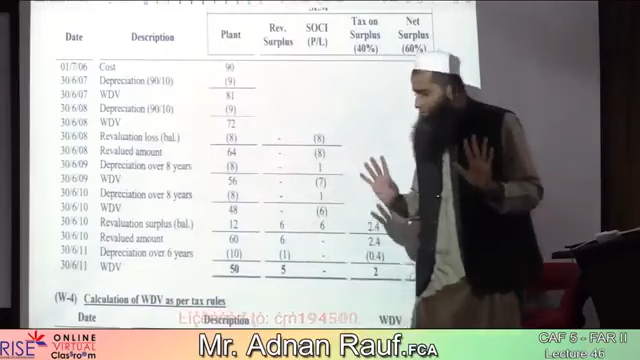 Date Description Plant Rev. Surplus SOCI (P/L) Tax on Surplus (40%) Net Surplus (60%)
01/7/06 Cost 90
30/6/07 Depreciation (90/10) (9)
30/6/07 WDV 81
30/6/08 Depreciation (90/10) (9)
30/6/08 WDV 72
30/6/08 Revaluation loss (bal.) (8) - (8)
30/6/08 Revalued amount 64 - (8)
30/6/09 Depreciation over 8 years (8) - 1
30/6/09 WDV 56 - (7)
30/6/10 Depreciation over 8 years (8) - 1
30/6/10 WDV 48 - (6)
30/6/10 Revaluation surplus (bal.) 12 6 6 2.4
30/6/10 Revalued amount 60 6 - 2.4
30/6/11 Depreciation over 6 years (10) (1) - (0.4)
30/6/11 WDV 50 5 - 2
(W-4) Calculation of WDV as per tax rules
Date Description WDV
Licensed to: crn194500
RISE ONLINE VIRTUAL Classroom
Mr. Adnan Rauf.FCA
CAF 5 - FAR II
Lecture 46